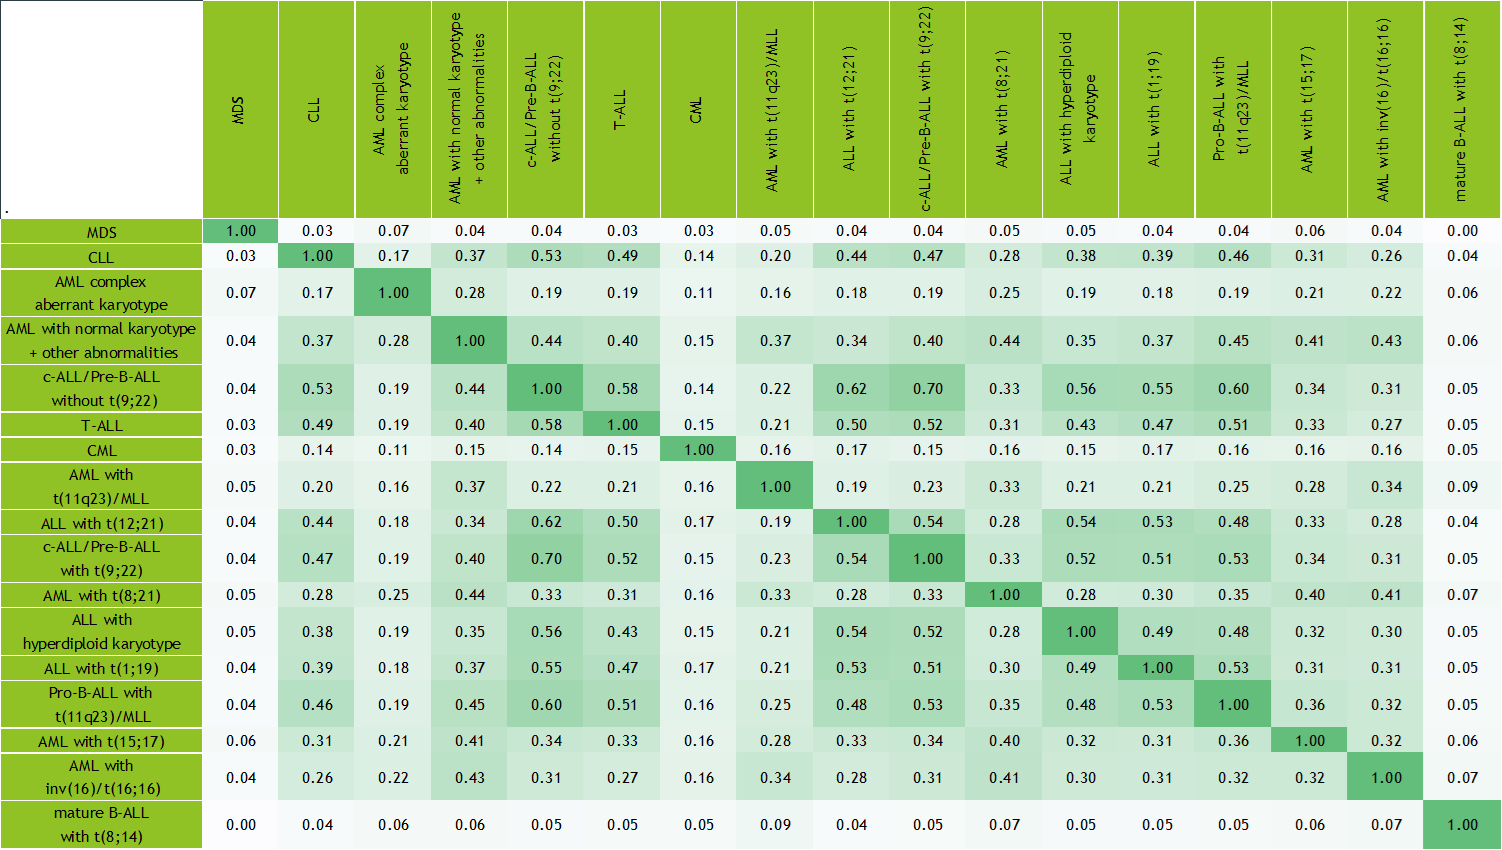 MDS
CLL
AML complex
aberrant karyotype
AML with normal karyotype
+ other abnormalities
c-ALL/Pre-B-ALL
without t(9;22)
T-ALL
CML
AML with t(11q23)/MLL
ALL with t(12;21)
c-ALL/Pre-B-ALL with t(9;22)
AML with t(8;21)
ALL with hyperdiploid
karyotype
ALL with t(1;19)
Pro-B-ALL with
t(11q23)/MLL
AML with t(15;17)
AML with inv(16)/t(16;16)
mature B-ALL with t(8;14)
.
MDS 1.00 0.03 0.07 0.04 0.04 0.03 0.03 0.05 0.04 0.04 0.05 0.05 0.04 0.04 0.06 0.04 0.00
CLL 0.03 1.00 0.17 0.37 0.53 0.49 0.14 0.20 0.44 0.47 0.28 0.38 0.39 0.46 0.31 0.26 0.04
AML complex
aberrant karyotype
0.07 0.17 1.00 0.28 0.19 0.19 0.11 0.16 0.18 0.19 0.25 0.19 0.18 0.19 0.21 0.22 0.06
AML with normal karyotype
+ other abnormalities
0.04 0.37 0.28 1.00 0.44 0.40 0.15 0.37 0.34 0.40 0.44 0.35 0.37 0.45 0.41 0.43 0.06
c-ALL/Pre-B-ALL
without t(9;22)
0.04 0.53 0.19 0.44 1.00 0.58 0.14 0.22 0.62 0.70 0.33 0.56 0.55 0.60 0.34 0.31 0.05
T-ALL 0.03 0.49 0.19 0.40 0.58 1.00 0.15 0.21 0.50 0.52 0.31 0.43 0.47 0.51 0.33 0.27 0.05
CML 0.03 0.14 0.11 0.15 0.14 0.15 1.00 0.16 0.17 0.15 0.16 0.15 0.17 0.16 0.16 0.16 0.05
AML with
t(11q23)/MLL
0.05 0.20 0.16 0.37 0.22 0.21 0.16 1.00 0.19 0.23 0.33 0.21 0.21 0.25 0.28 0.34 0.09
ALL with t(12;21) 0.04 0.44 0.18 0.34 0.62 0.50 0.17 0.19 1.00 0.54 0.28 0.54 0.53 0.48 0.33 0.28 0.04
c-ALL/Pre-B-ALL
with t(9;22)
0.04 0.47 0.19 0.40 0.70 0.52 0.15 0.23 0.54 1.00 0.33 0.52 0.51 0.53 0.34 0.31 0.05
AML with t(8;21) 0.05 0.28 0.25 0.44 0.33 0.31 0.16 0.33 0.28 0.33 1.00 0.28 0.30 0.35 0.40 0.41 0.07
ALL with
hyperdiploid karyotype
0.05 0.38 0.19 0.35 0.56 0.43 0.15 0.21 0.54 0.52 0.28 1.00 0.49 0.48 0.32 0.30 0.05
ALL with t(1;19) 0.04 0.39 0.18 0.37 0.55 0.47 0.17 0.21 0.53 0.51 0.30 0.49 1.00 0.53 0.31 0.31 0.05
Pro-B-ALL with
t(11q23)/MLL
0.04 0.46 0.19 0.45 0.60 0.51 0.16 0.25 0.48 0.53 0.35 0.48 0.53 1.00 0.36 0.32 0.05
AML with t(15;17) 0.06 0.31 0.21 0.41 0.34 0.33 0.16 0.28 0.33 0.34 0.40 0.32 0.31 0.36 1.00 0.32 0.06
AML with
inv(16)/t(16;16)
0.04 0.26 0.22 0.43 0.31 0.27 0.16 0.34 0.28 0.31 0.41 0.30 0.31 0.32 0.32 1.00 0.07
mature B-ALL
with t(8;14)
0.00 0.04 0.06 0.06 0.05 0.05 0.05 0.09 0.04 0.05 0.07 0.05 0.05 0.05 0.06 0.07 1.00